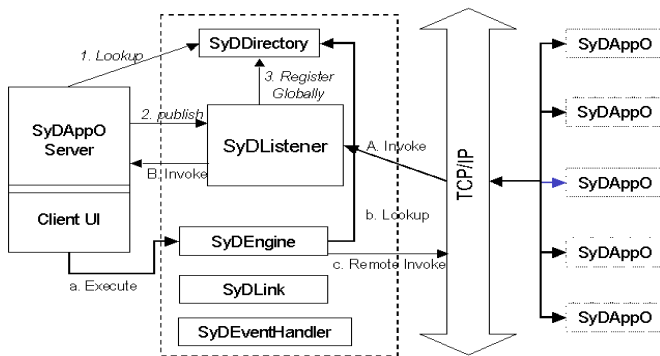 SyDDirectory
SyDAppO
1. Lookup
3. Register
Globally
SyDAppO
Server
2. publish
SyDListener
A. Invoke
TCP/IP
SyDAppO
B. Invoke
SyDAppO
Client UI
SyDEngine
b. Lookup
c. Remote Invoke
SyDAppO
a. Execute
SyDLink
SyDAppO
SyDEventHandler